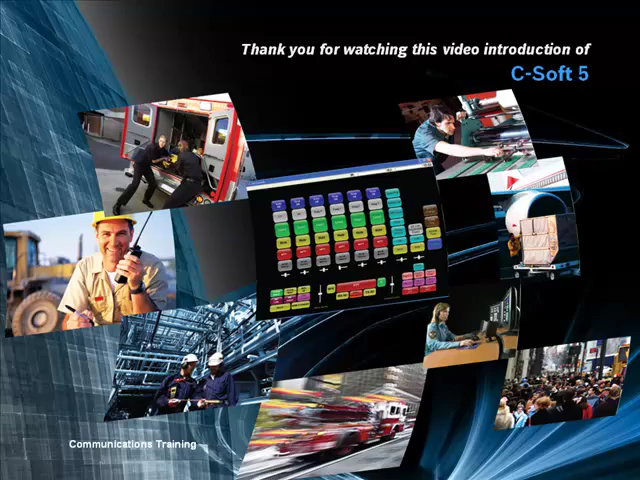 Thank you for watching this video introduction of
C-Soft 5
Communications Training